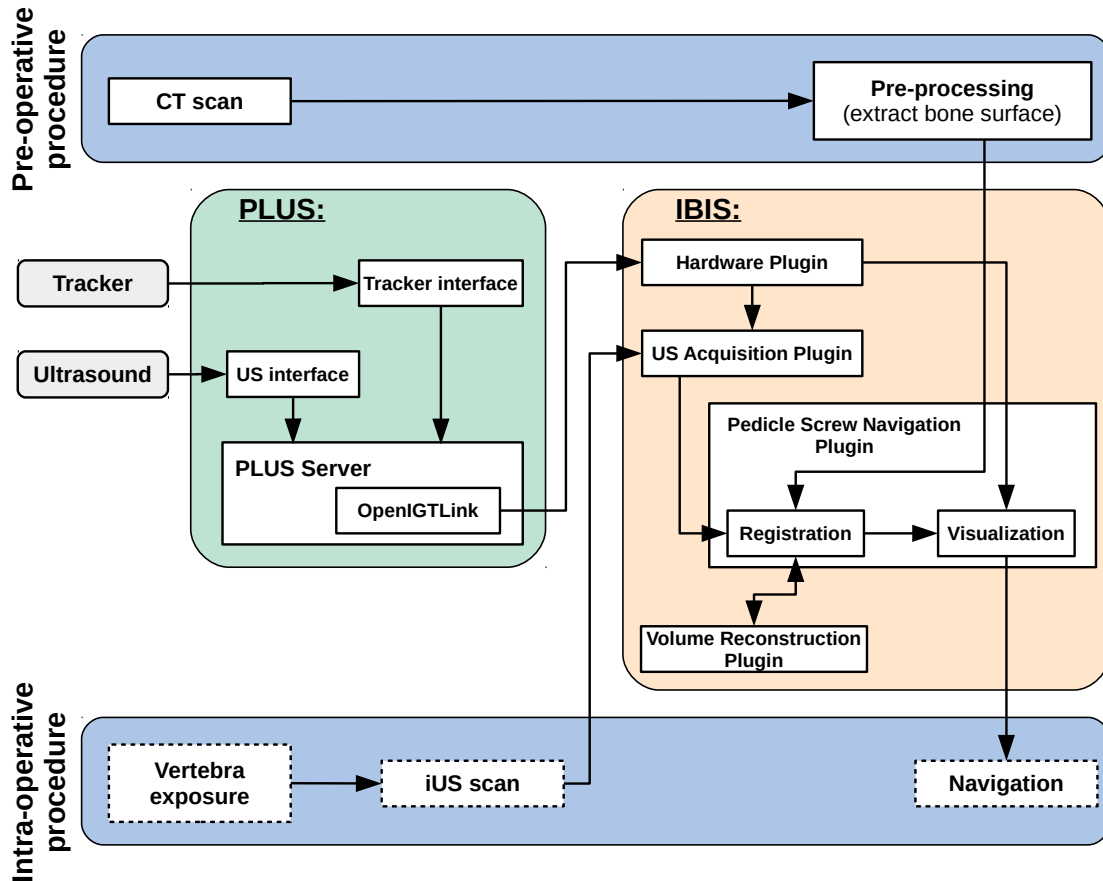 Pre-operative
procedure
CT scan
Pre-processing
(extract bone surface)
PLUS:
IBIS:
Tracker
Tracker interface
Hardware Plugin
Ultrasound
US interface
US Acquisition Plugin
PLUS Server
OpenIGTLink
Pedicle Screw Navigation
Plugin
Registration
Visualization
Volume Reconstruction
Plugin
Intra-operative
procedure
Vertebra
exposure
iUS scan
Navigation